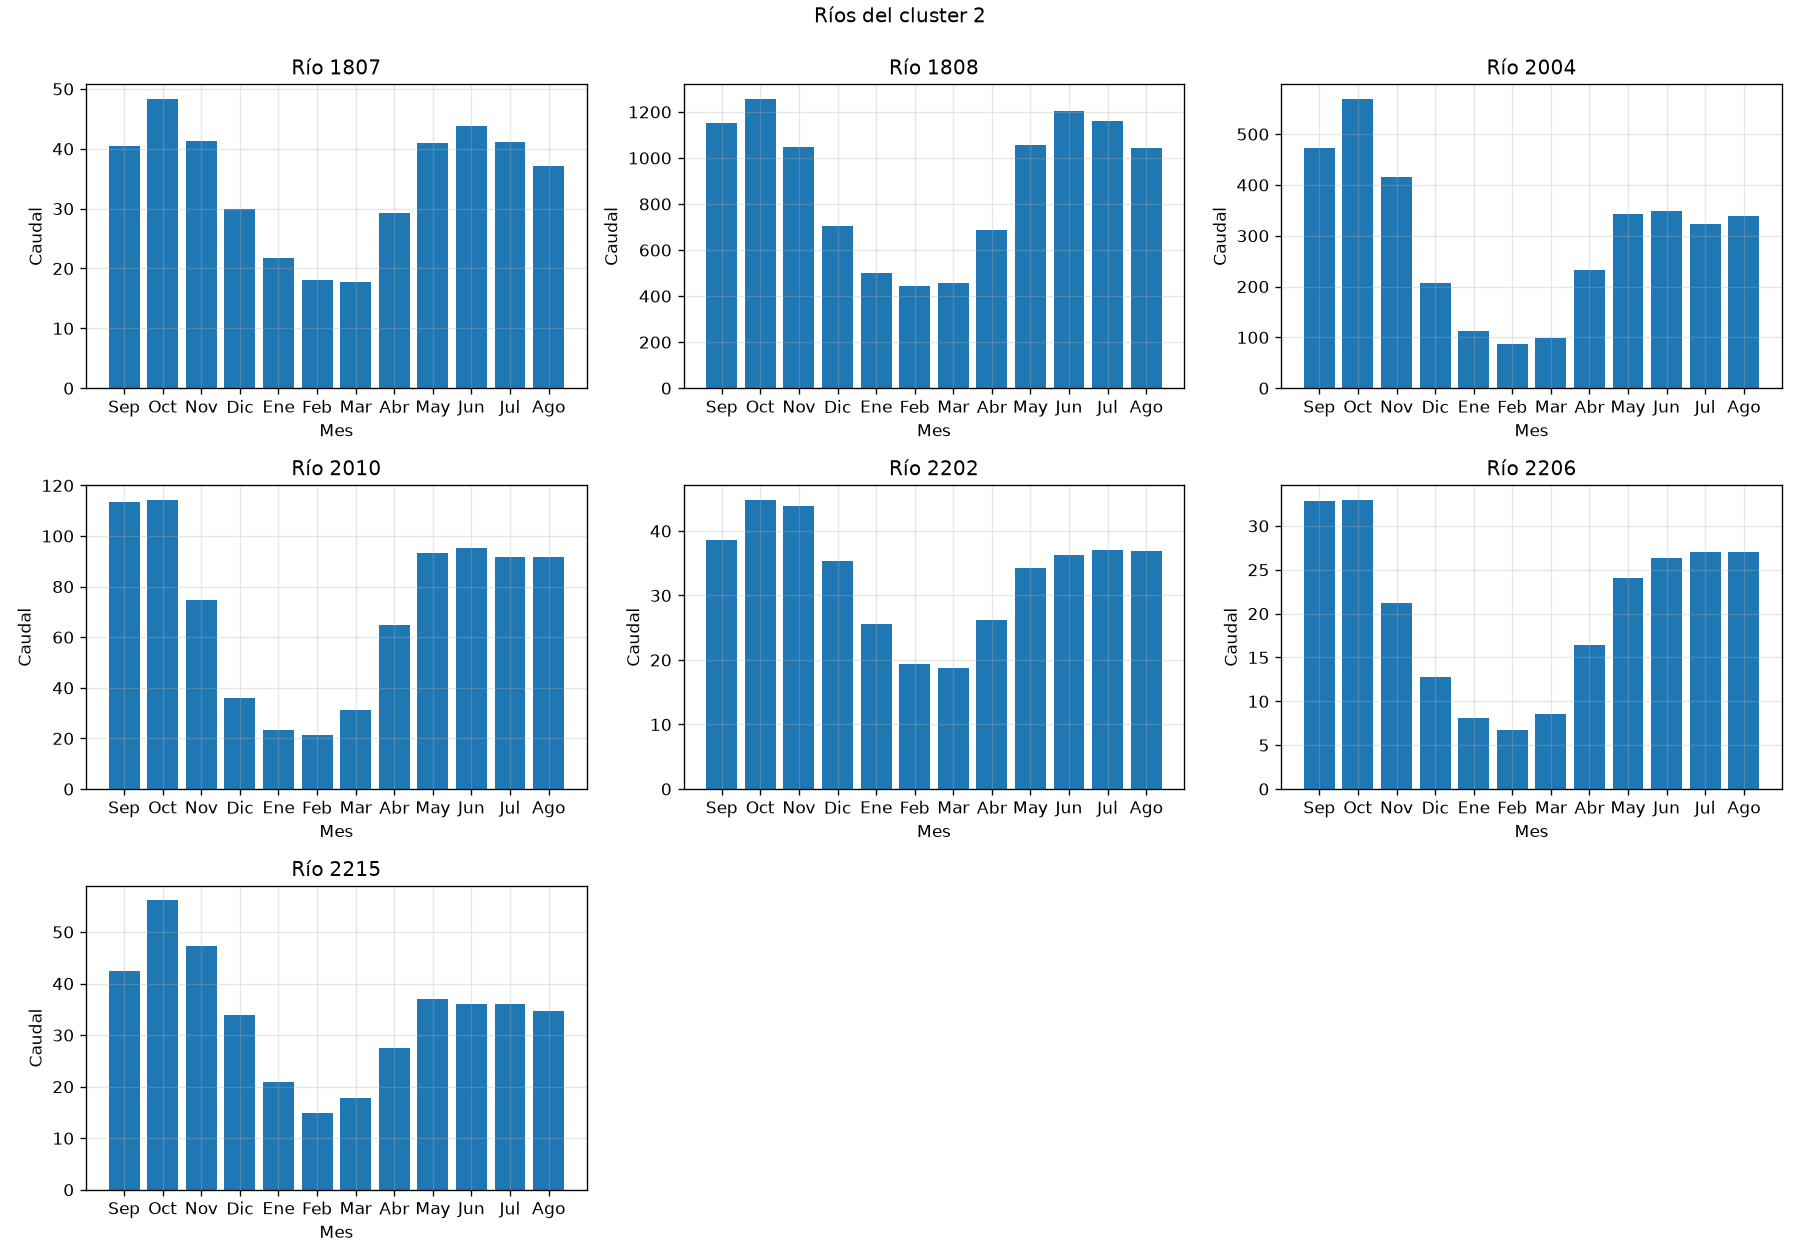 Ríos del cluster 2
Río 1807
50
40
30
20
10
0
Caudal
Sep Oct Nov Dic Ene Feb Mar Abr May Jun Jul Ago
Mes
Río 1808
1200
1000
800
600
400
200
0
Caudal
Sep Oct Nov Dic Ene Feb Mar Abr May Jun Jul Ago
Mes
Río 2004
500
400
300
200
100
0
Caudal
Sep Oct Nov Dic Ene Feb Mar Abr May Jun Jul Ago
Mes
Río 2010
120
100
80
60
40
20
0
Caudal
Sep Oct Nov Dic Ene Feb Mar Abr May Jun Jul Ago
Mes
Río 2202
40
30
20
10
0
Caudal
Sep Oct Nov Dic Ene Feb Mar Abr May Jun Jul Ago
Mes
Río 2206
30
25
20
15
10
5
0
Caudal
Sep Oct Nov Dic Ene Feb Mar Abr May Jun Jul Ago
Mes
Río 2215
50
40
30
20
10
0
Caudal
Sep Oct Nov Dic Ene Feb Mar Abr May Jun Jul Ago
Mes